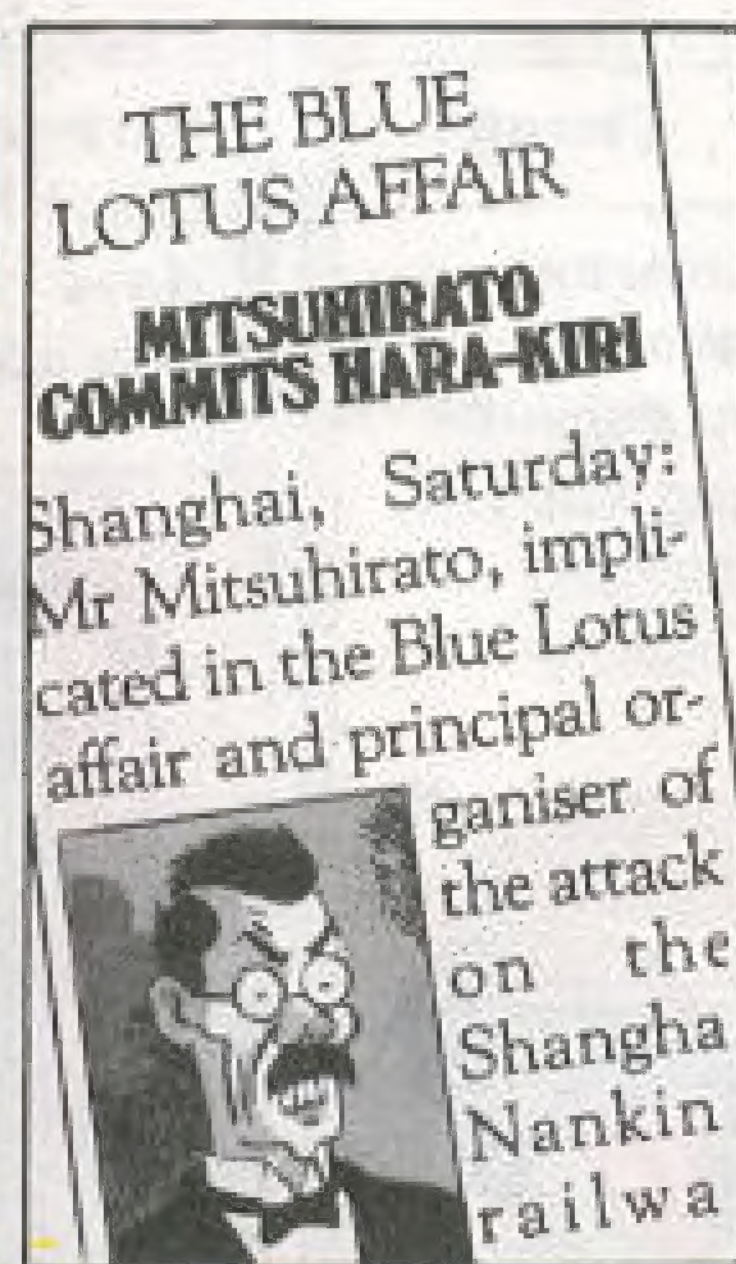 THE BLUE
LOTUS AFFAIR
MITSUHIRATO
COMMITS HARA-KIRI
Shanghai, Saturday:
Mr Mitsuhirato, impli-
cated in the Blue Lotus
affair and principal or-
ganiser of
the attack
on the
Shangha
Nankin
railwa